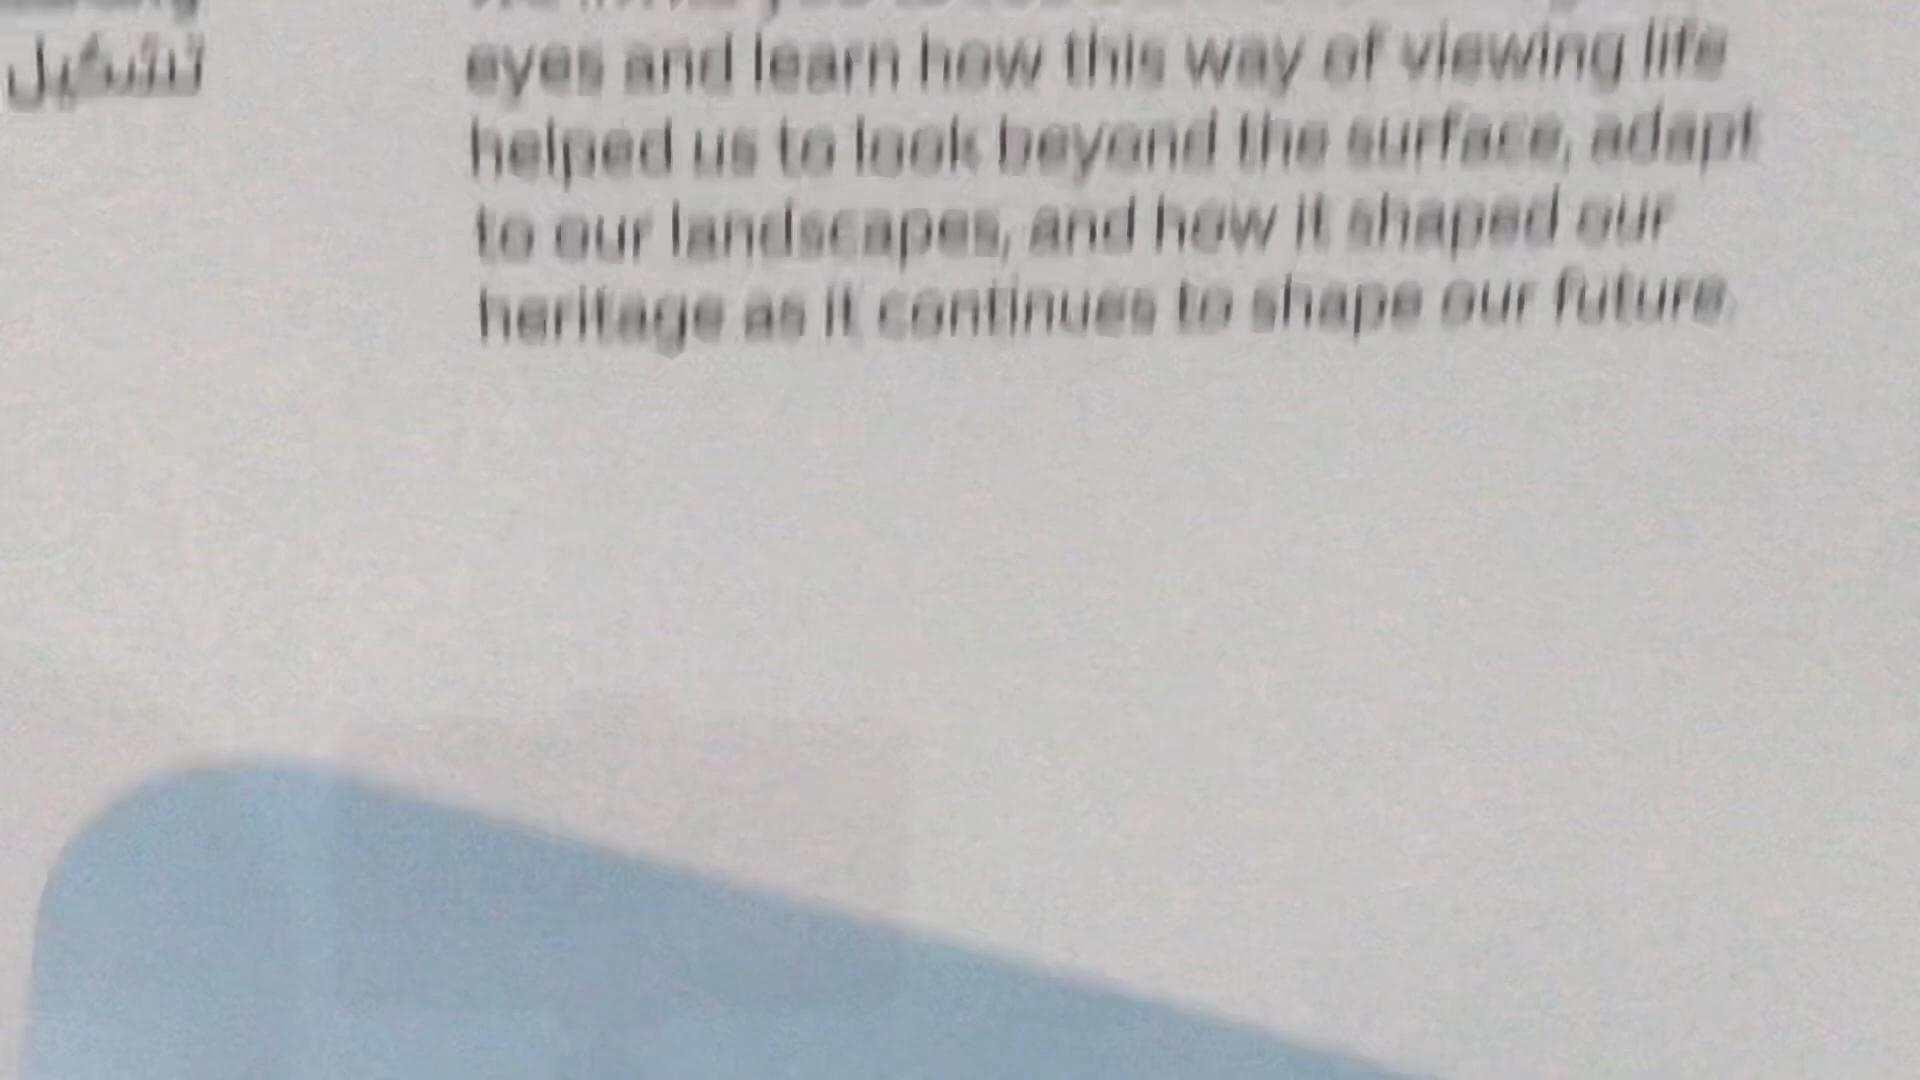 تشكيل
eyes and learn how this way of viewing life
helped us to look beyond the surface, adapt
to our landscapes, and how it shaped our
heritage as it continues to shape our future.